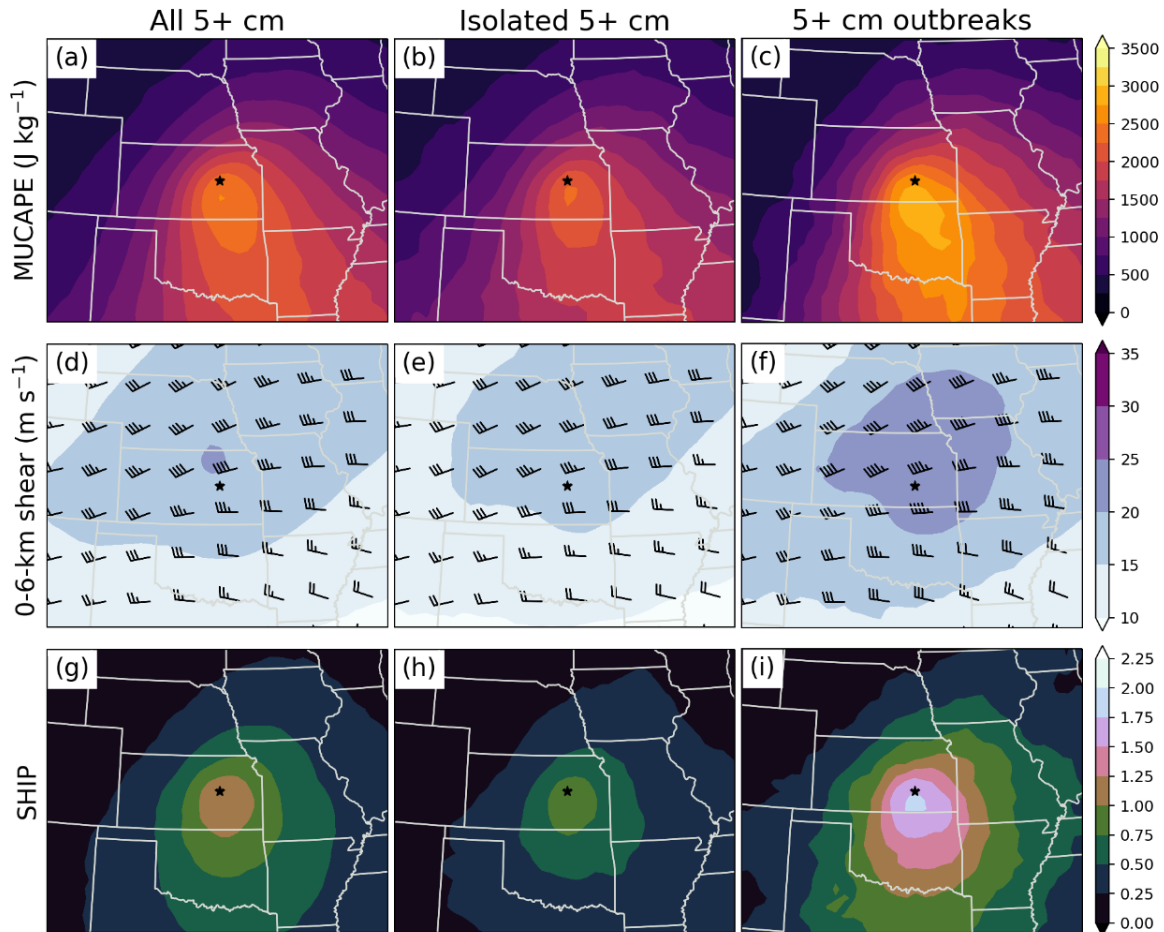 All 5+ cm
Isolated 5+ cm
5+ cm outbreaks
MUCAPE (J kg⁻¹)
(a)
(b)
(c)
3500
3000
2500
2000
1500
1000
500
0
0-6-km shear (m s⁻¹)
(d)
(e)
(f)
35
30
25
20
15
10
SHIP
(g)
(h)
(i)
2.25
2.00
1.75
1.50
1.25
1.00
0.75
0.50
0.25
0.00